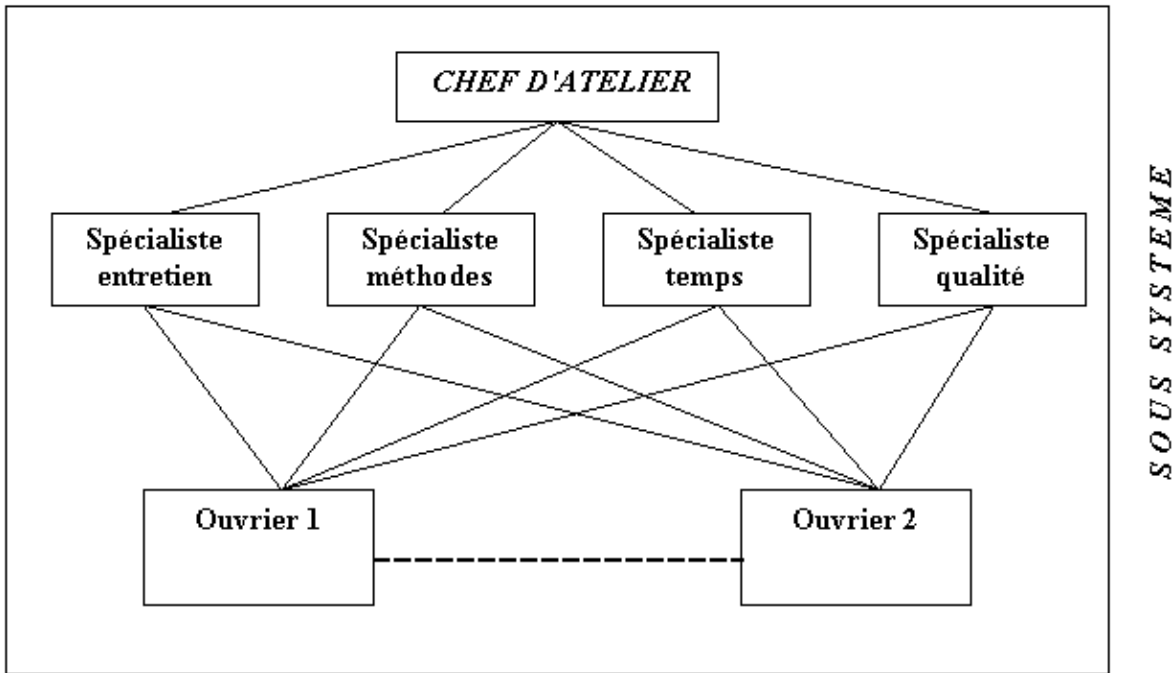 CHEF D'ATELIER
Spécialiste
entretien
Spécialiste
méthodes
Spécialiste
temps
Spécialiste
qualité
Ouvrier 1
Ouvrier 2
SOUS SYSTEME